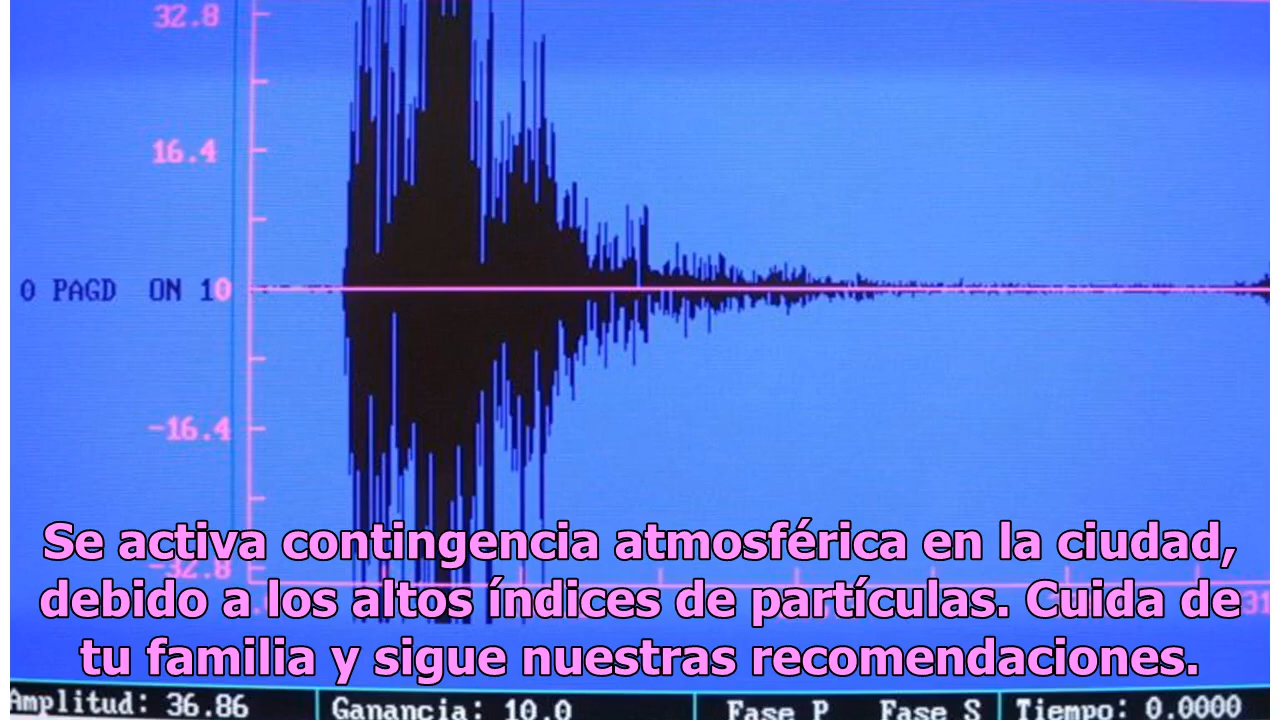 32.8
16.4
0 PAGD ON 10
-16.4
-32.8
Se activa contingencia atmosférica en la ciudad,
debido a los altos índices de partículas. Cuida de
tu familia y sigue nuestras recomendaciones.
Amplitud: 36.86 Ganancia: 10.0 Fase P Fase S Tiempo: 0.0000